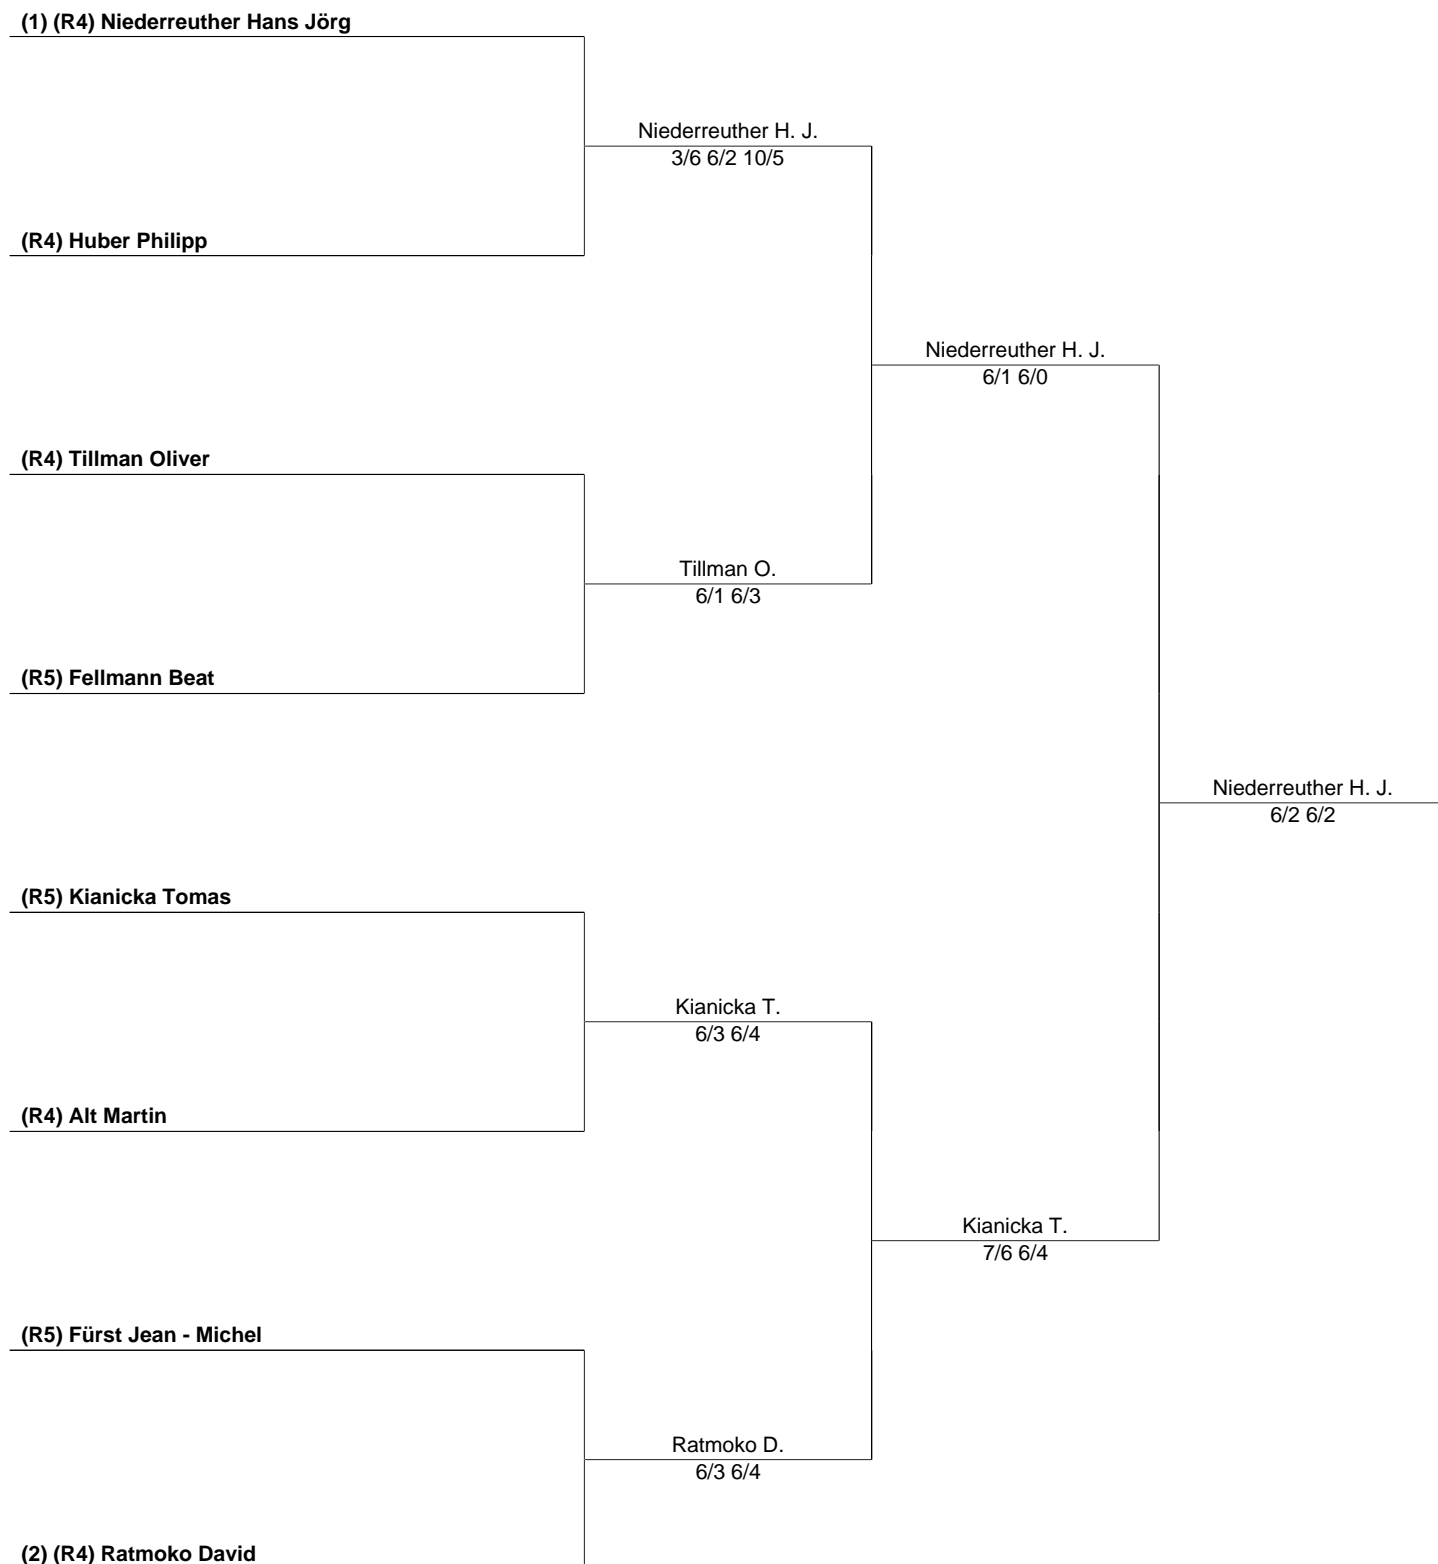 (1) (R4) Niederreuther Hans Jörg
Niederreuther H. J.
3/6 6/2 10/5
(R4) Huber Philipp
Niederreuther H. J.
6/1 6/0
(R4) Tillman Oliver
Tillman O.
6/1 6/3
(R5) Fellmann Beat
Niederreuther H. J.
6/2 6/2
(R5) Kianicka Tomas
Kianicka T.
6/3 6/4
(R4) Alt Martin
Kianicka T.
7/6 6/4
(R5) Fürst Jean - Michel
Ratmoko D.
6/3 6/4
(2) (R4) Ratmoko David